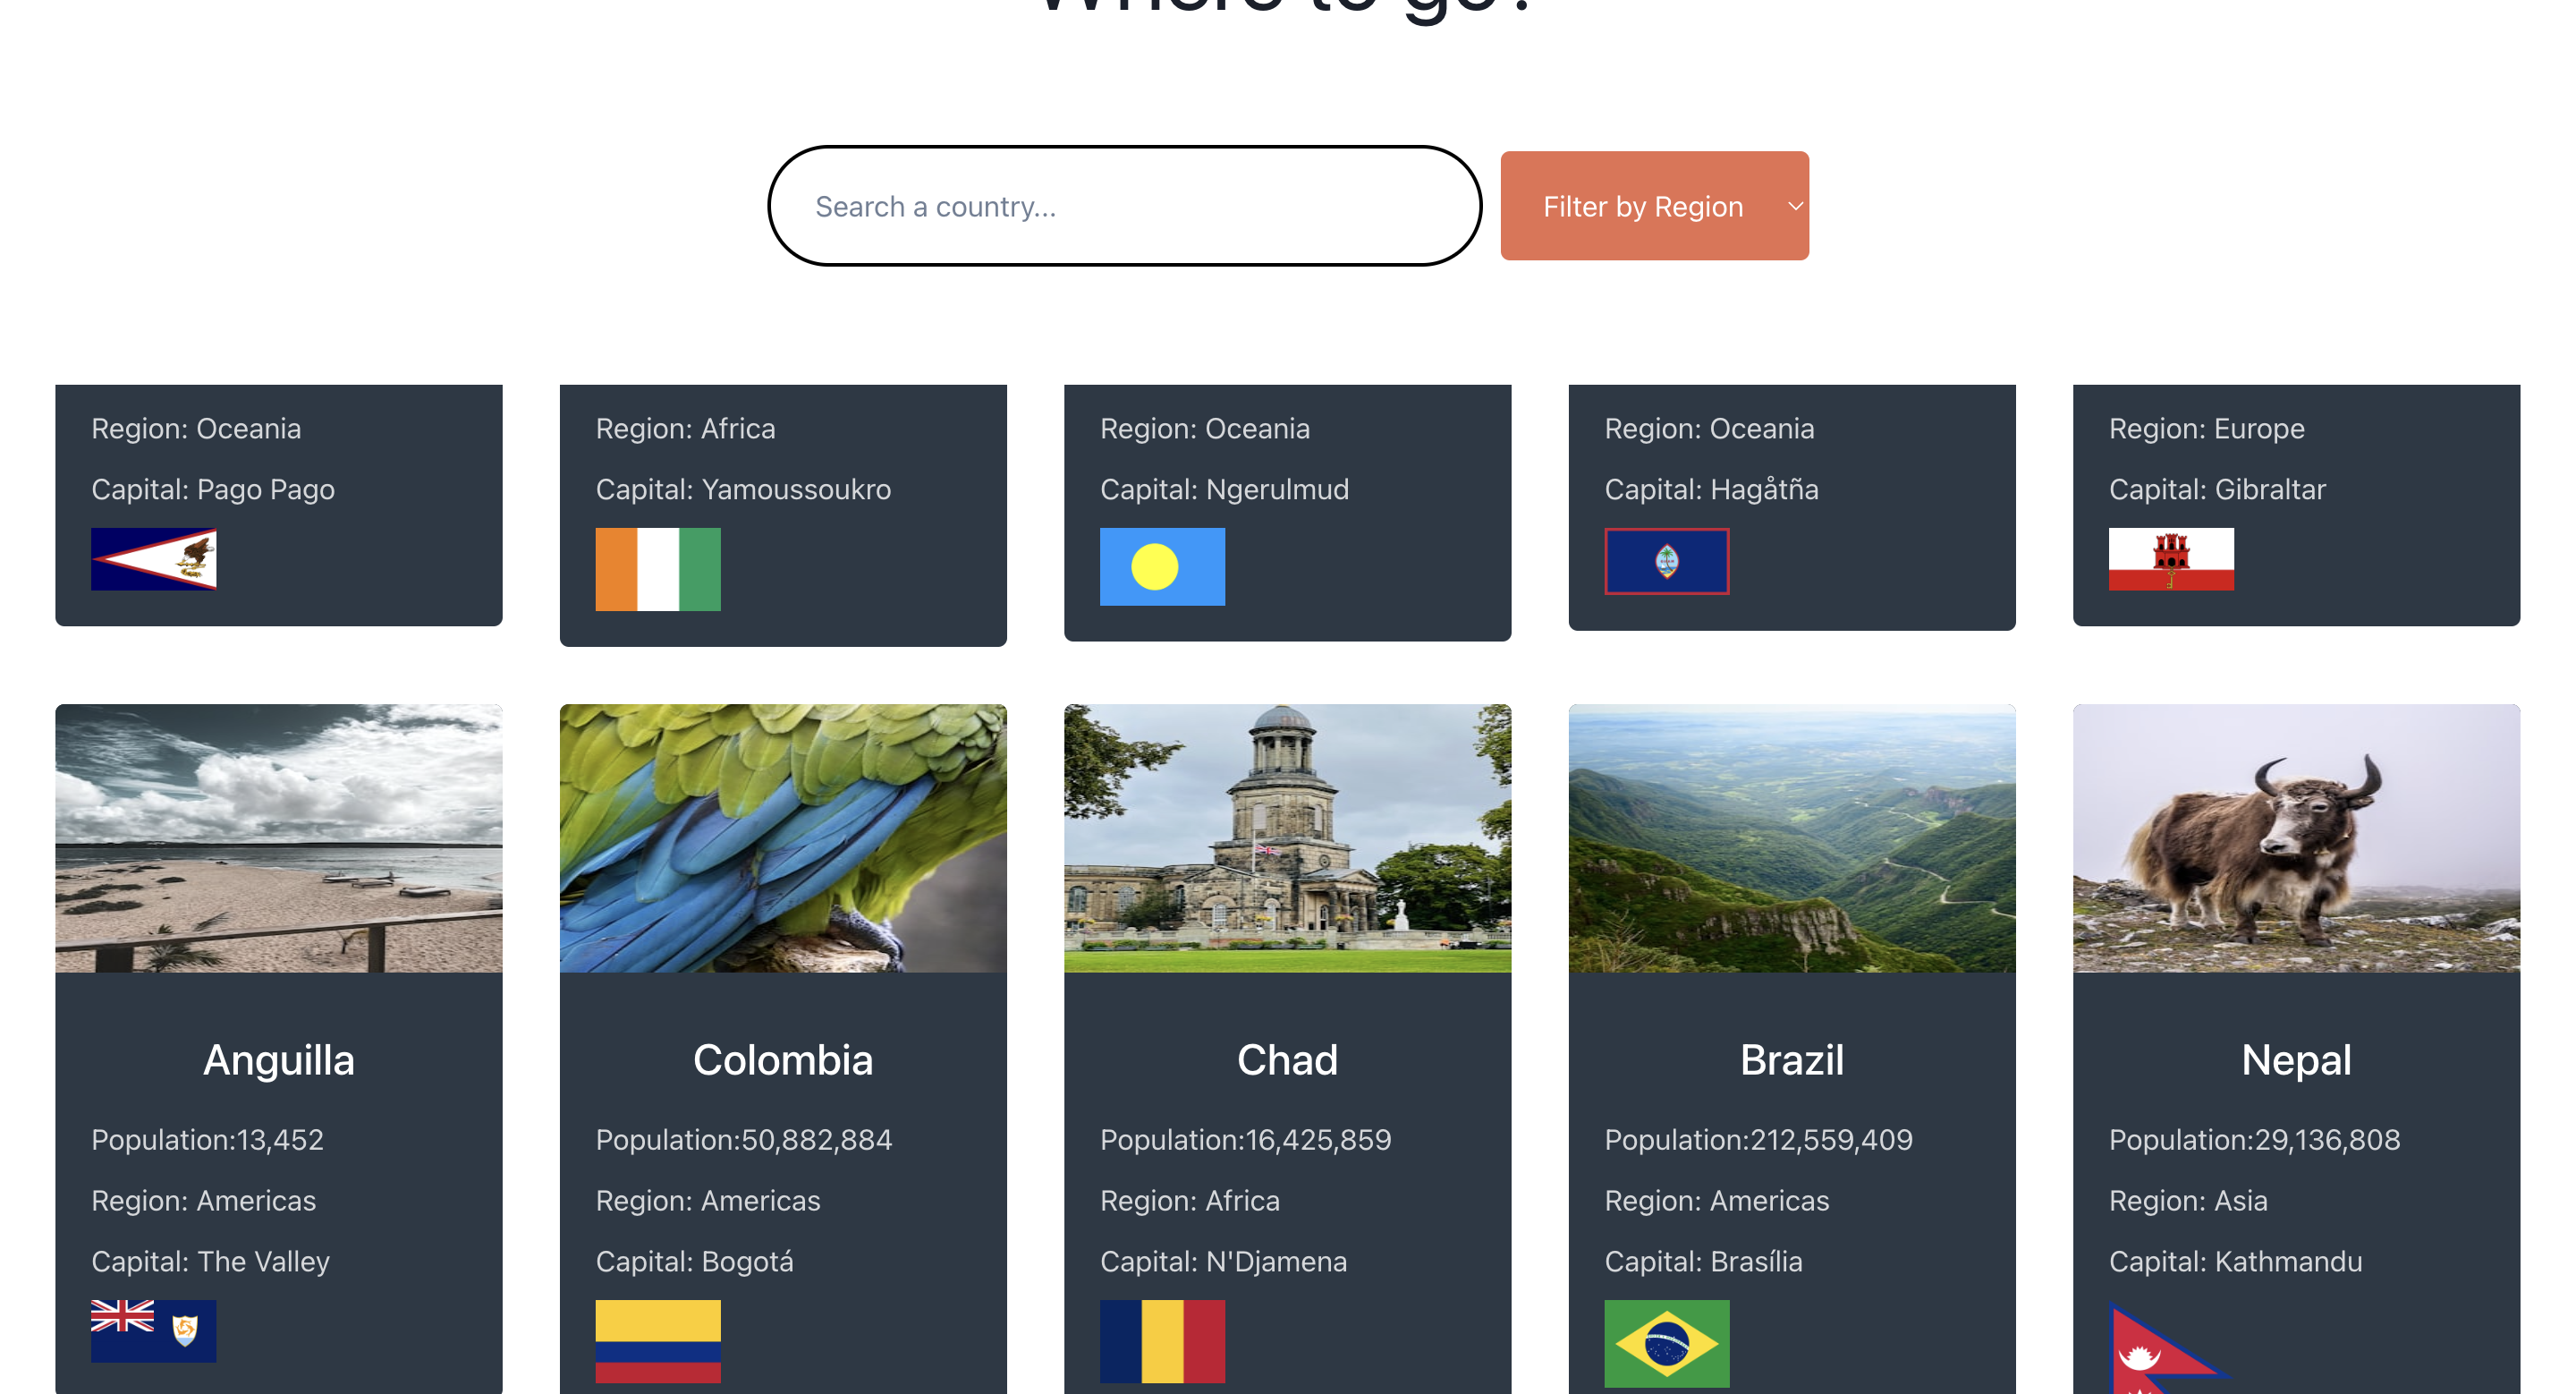 Where to go?
Search a country...
Filter by Region
Region: Oceania
Capital: Pago Pago
Region: Africa
Capital: Yamoussoukro
Region: Oceania
Capital: Ngerulmud
Region: Oceania
Capital: Hagåtña
Region: Europe
Capital: Gibraltar
Anguilla
Population:13,452
Region: Americas
Capital: The Valley
Colombia
Population:50,882,884
Region: Americas
Capital: Bogotá
Chad
Population:16,425,859
Region: Africa
Capital: N'Djamena
Brazil
Population:212,559,409
Region: Americas
Capital: Brasília
Nepal
Population:29,136,808
Region: Asia
Capital: Kathmandu